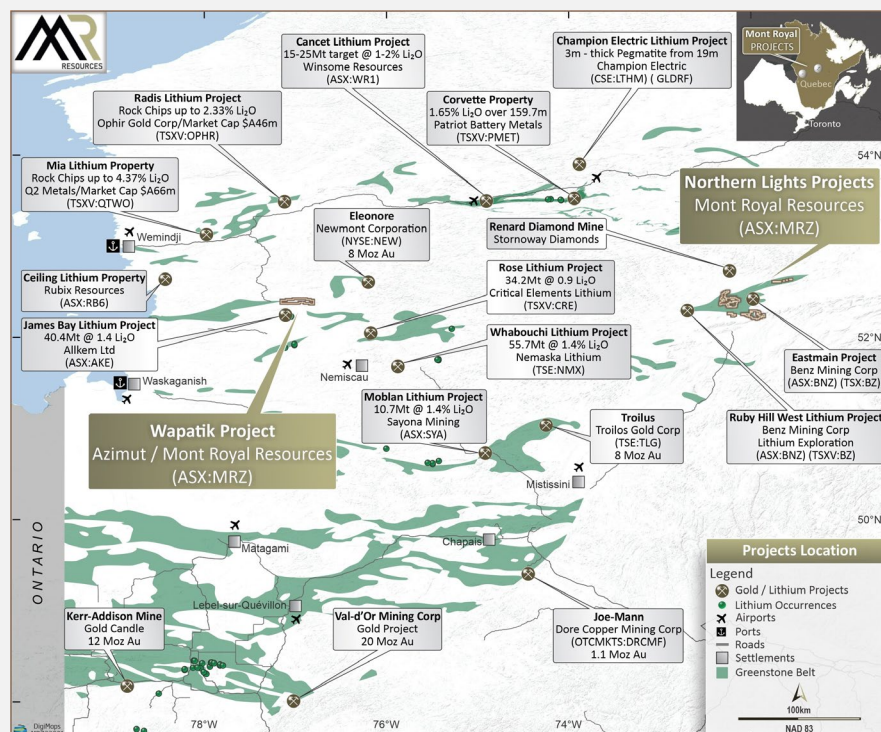 MR
RESOURCES
Cancet Lithium Project
15-25Mt target @ 1-2% Li₂O
Winsome Resources
(ASX:WR1)
Champion Electric Lithium Project
3m - thick Pegmatite from 19m
Champion Electric
(CSE:LTHM) ( GLDRF)
Mont Royal
PROJECTS
Quebec
Toronto
Radis Lithium Project
Rock Chips up to 2.33% Li₂O
Ophir Gold Corp/Market Cap $A46m
(TSXV:OPHR)
Corvette Property
1.65% Li₂O over 159.7m
Patriot Battery Metals
(TSXV:PMET)
54°N
Mia Lithium Property
Rock Chips up to 4.37% Li₂O
Q2 Metals/Market Cap $A66m
(TSXV:QTWO)
Northern Lights Projects
Mont Royal Resources
(ASX:MRZ)
Wemindji
Eleonore
Newmont Corporation
(NYSE:NEW)
8 Moz Au
Renard Diamond Mine
Stornoway Diamonds
Ceiling Lithium Property
Rubix Resources
(ASX:RB6)
Rose Lithium Project
34.2Mt @ 0.9 Li₂O
Critical Elements Lithium
(TSXV:CRE)
James Bay Lithium Project
40.4Mt @ 1.4 Li₂O
Allkem Ltd
(ASX:AKE)
Whabouchi Lithium Project
55.7Mt @ 1.4% Li₂O
Nemaska Lithium
(TSE:NMX)
52°N
Eastmain Project
Benz Mining Corp
(ASX:BNZ) (TSX:BZ)
Waskaganish
Nemiscau
Moblan Lithium Project
10.7Mt @ 1.4% Li₂O
Sayona Mining
(ASX:SYA)
Troilus
Troilos Gold Corp
(TSE:TLG)
8 Moz Au
Ruby Hill West Lithium Project
Benz Mining Corp
Lithium Exploration
(ASX:BNZ) (TSXV:BZ)
Wapatik Project
Azimut / Mont Royal Resources
(ASX:MRZ)
Mistissini
50°N
ONTARIO
Matagami
Chapais
Lebel-sur-Quévillon
Kerr-Addison Mine
Gold Candle
12 Moz Au
Val-d'Or Mining Corp
Gold Project
20 Moz Au
Joe-Mann
Dore Copper Mining Corp
(OTCMKTS:DRCMF)
1.1 Moz Au
Projects Location
Legend
Gold / Lithium Projects
Lithium Occurrences
Airports
Ports
Roads
Settlements
Greenstone Belt
100km
NAD 83
78°W
76°W
74°W
DigiMaps